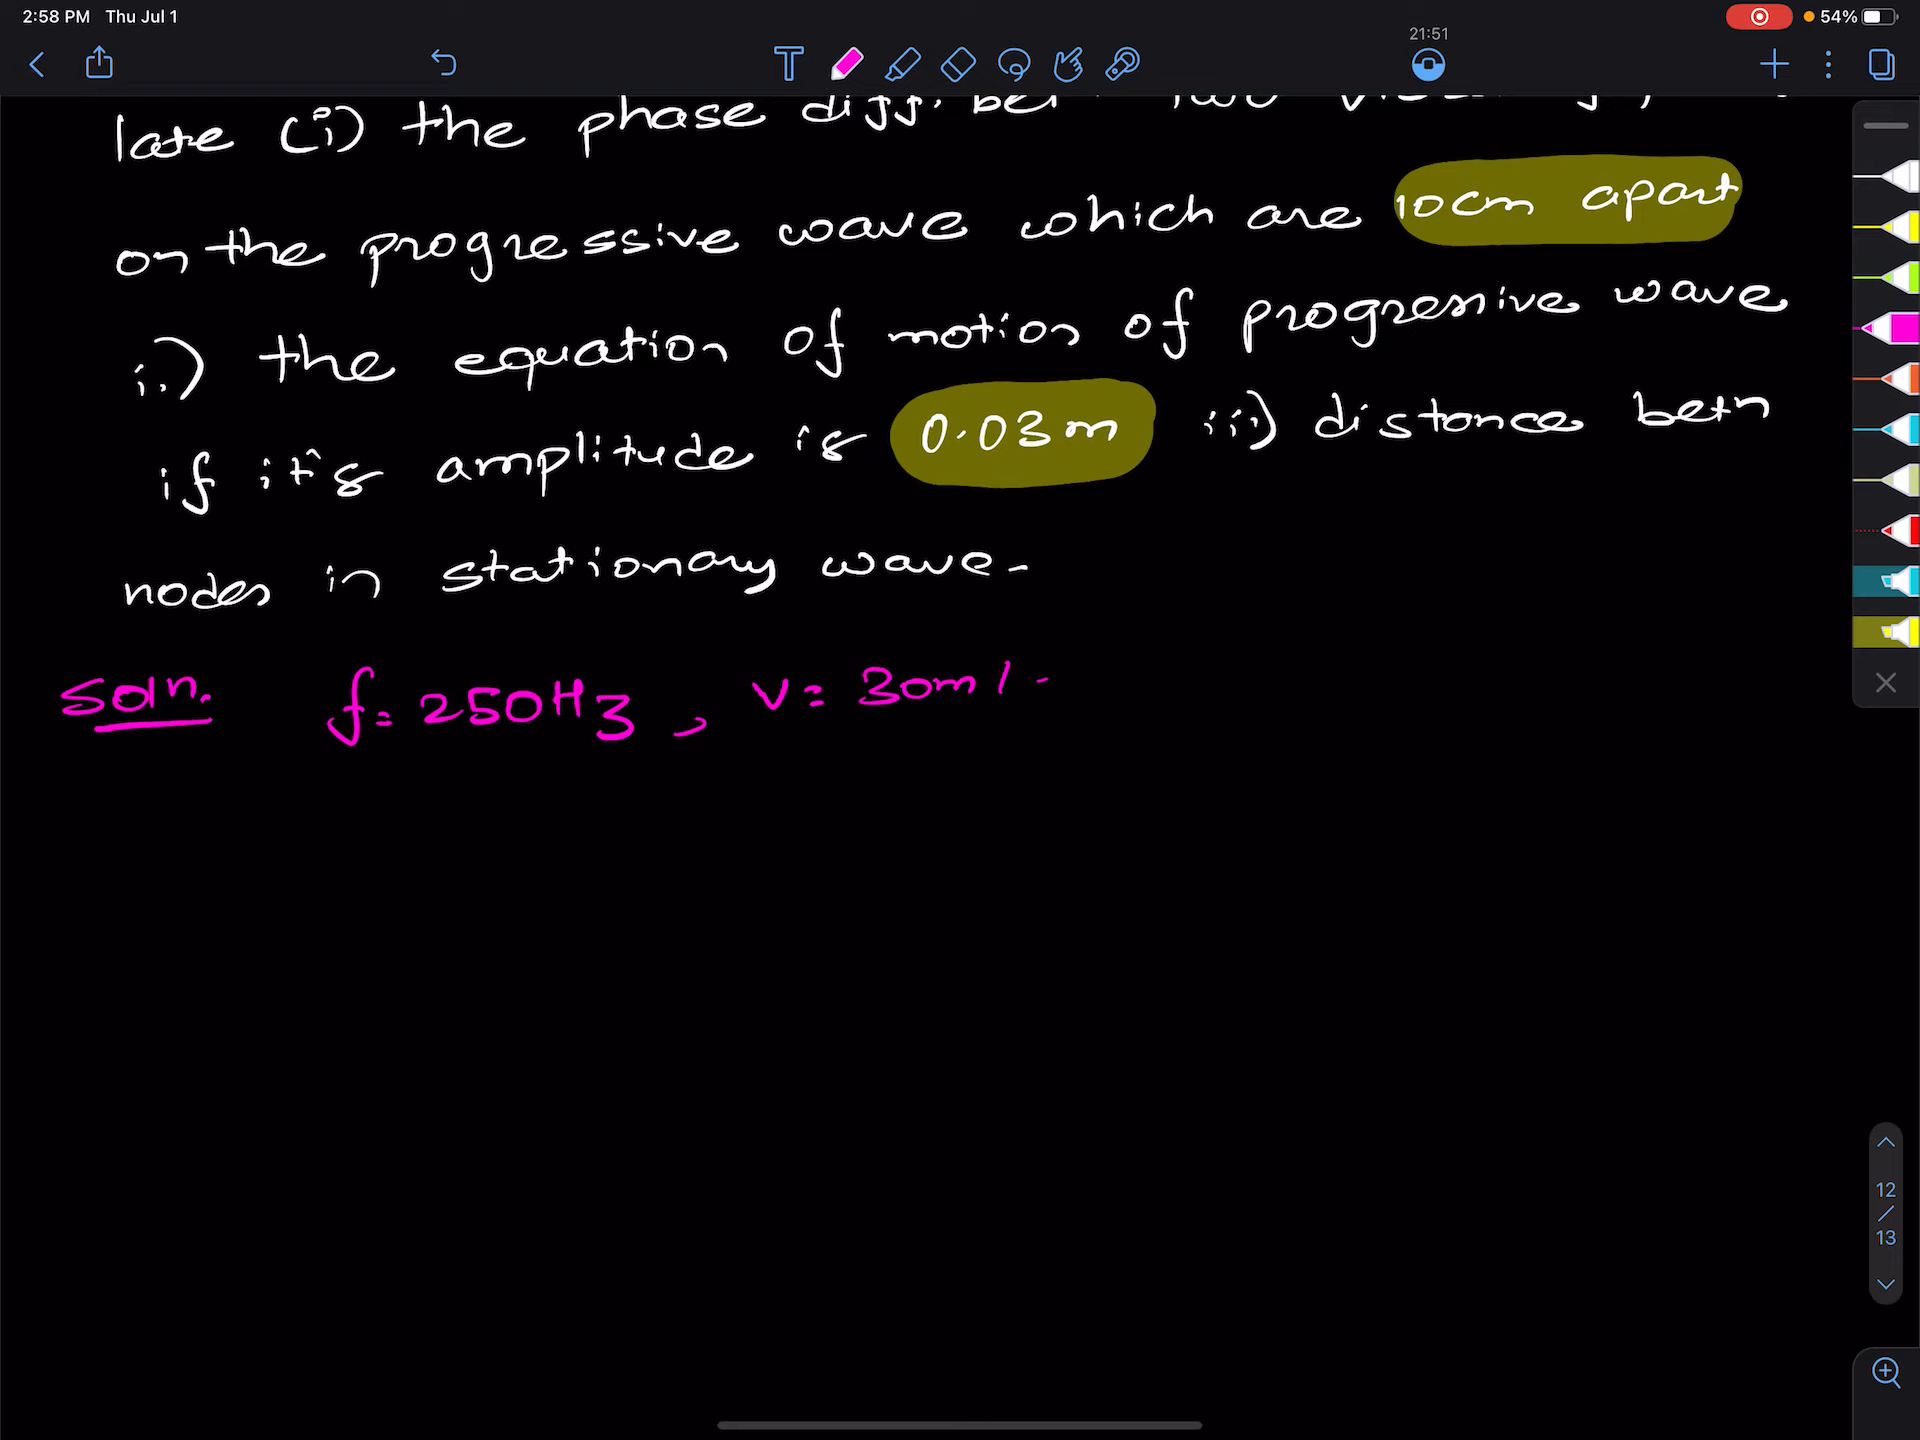 2:58 PM Thu Jul 1
54%
21:51
late (i) the phase diff. bet
on the progressive wave which are 10cm apart
ii.) the equation of motion of progressive wave
if it's amplitude is 0.03m iii) distance betn
nodes in stationary wave-
soln. f= 250Hz, v= 30m/
12
/
13